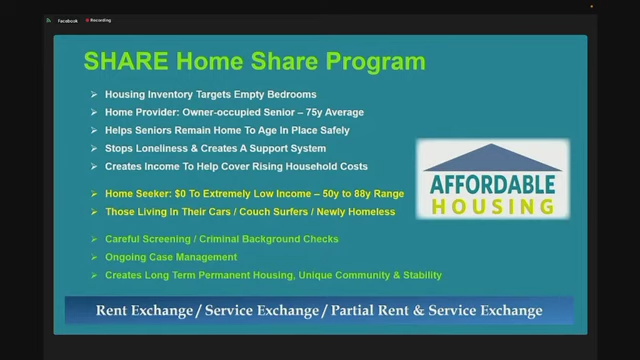 Facebook Recording
SHARE Home Share Program
Housing Inventory Targets Empty Bedrooms
Home Provider: Owner-occupied Senior – 75y Average
Helps Seniors Remain Home To Age In Place Safely
Stops Loneliness & Creates A Support System
Creates Income To Help Cover Rising Household Costs
Home Seeker: $0 To Extremely Low Income – 50y to 88y Range
Those Living In Their Cars / Couch Surfers / Newly Homeless
Careful Screening / Criminal Background Checks
Ongoing Case Management
Creates Long Term Permanent Housing, Unique Community & Stability
AFFORDABLE
HOUSING
Rent Exchange / Service Exchange / Partial Rent & Service Exchange